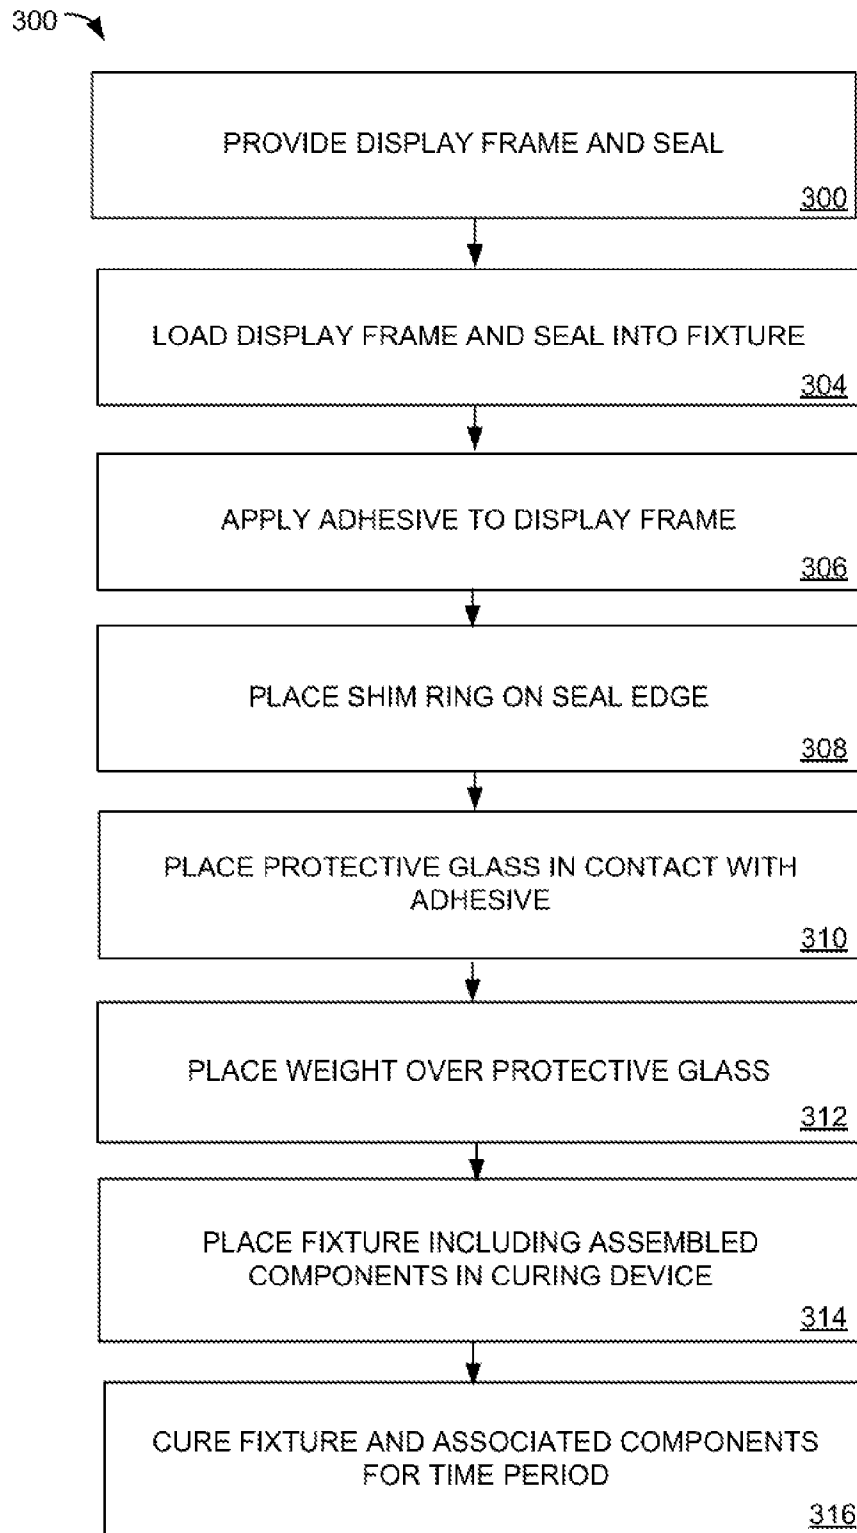 300
PROVIDE DISPLAY FRAME AND SEAL
300
LOAD DISPLAY FRAME AND SEAL INTO FIXTURE
304
APPLY ADHESIVE TO DISPLAY FRAME
306
PLACE SHIM RING ON SEAL EDGE
308
PLACE PROTECTIVE GLASS IN CONTACT WITH
ADHESIVE
310
PLACE WEIGHT OVER PROTECTIVE GLASS
312
PLACE FIXTURE INCLUDING ASSEMBLED
COMPONENTS IN CURING DEVICE
314
CURE FIXTURE AND ASSOCIATED COMPONENTS
FOR TIME PERIOD
316